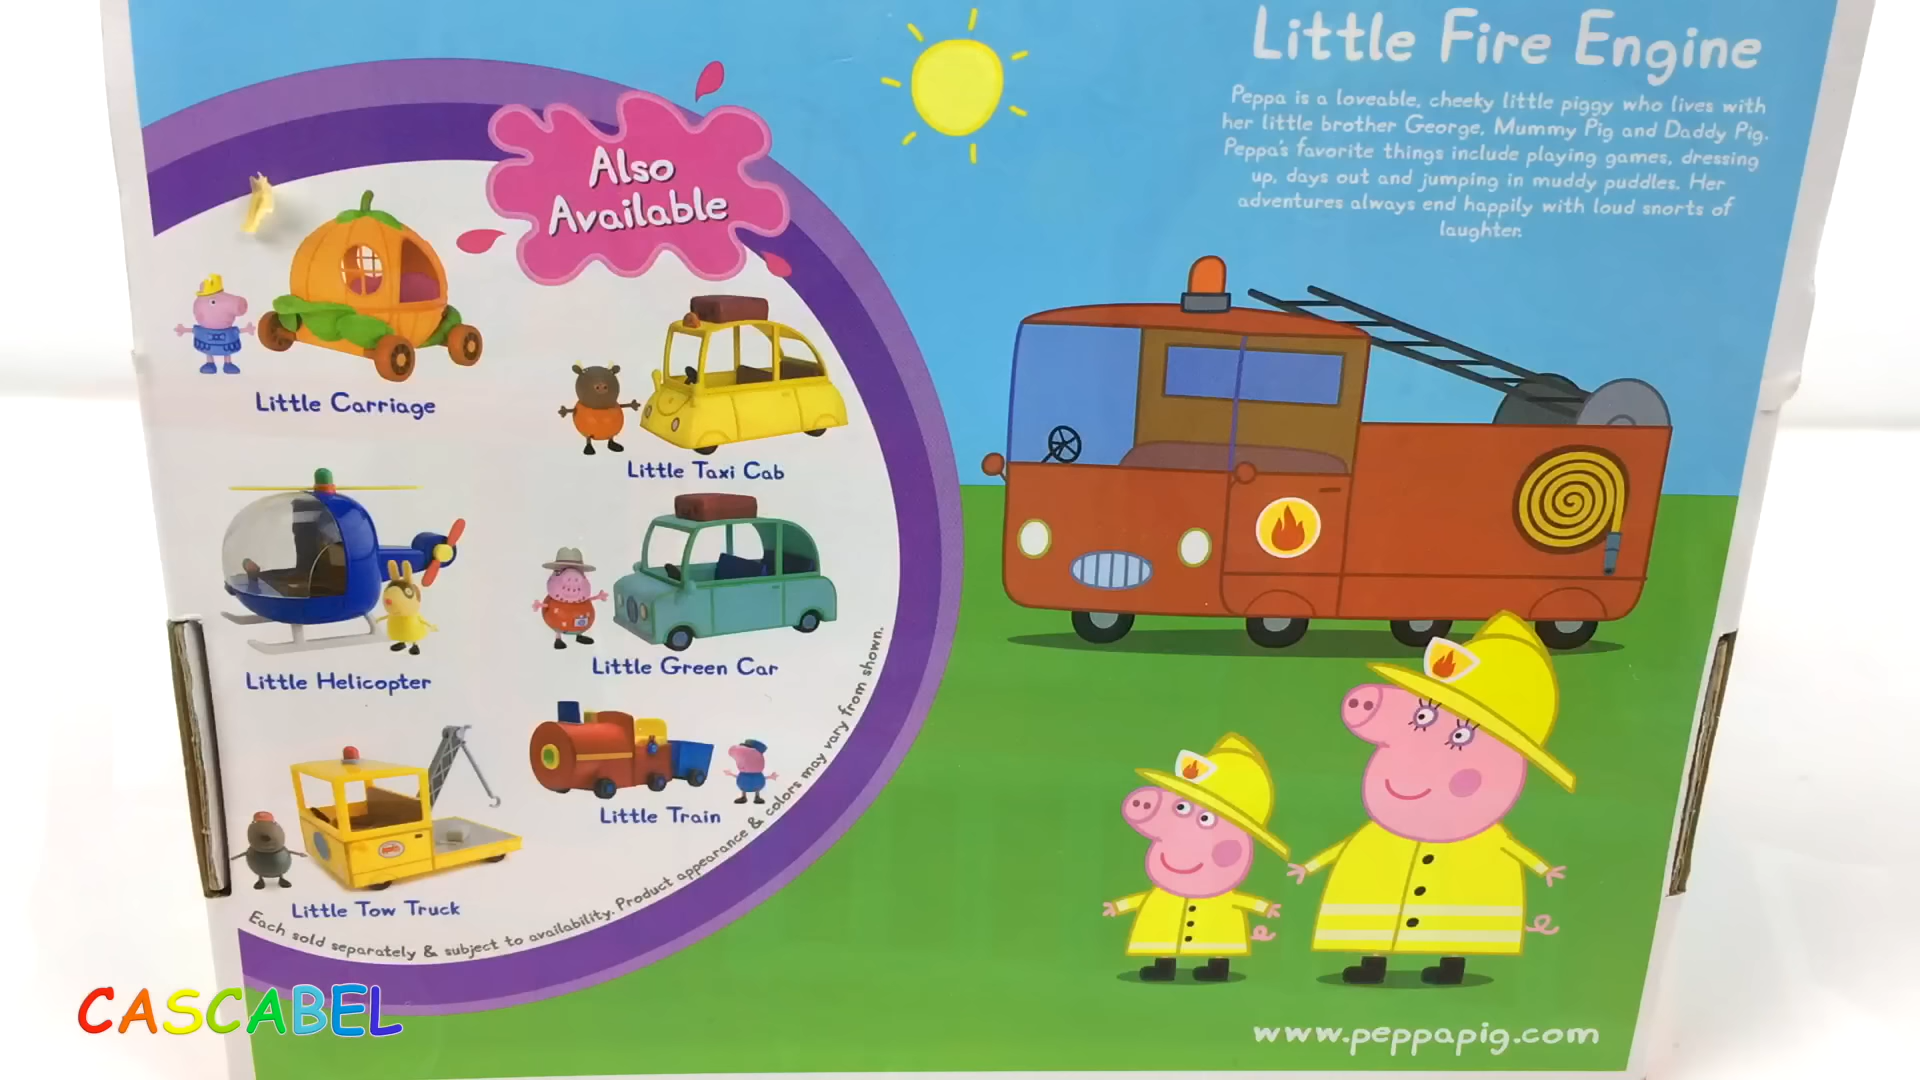 Little Fire Engine
Peppa is a loveable, cheeky little piggy who lives with
her little brother George, Mummy Pig and Daddy Pig.
Peppa's favorite things include playing games, dressing
up, days out and jumping in muddy puddles. Her
adventures always end happily with loud snorts of
laughter.
Also
Available
Little Carriage
Little Taxi Cab
Little Helicopter
Little Green Car
Little Tow Truck
Little Train
Each sold separately & subject to availability. Product appearance & colors may vary from shown.
CASCABEL
www.peppapig.com